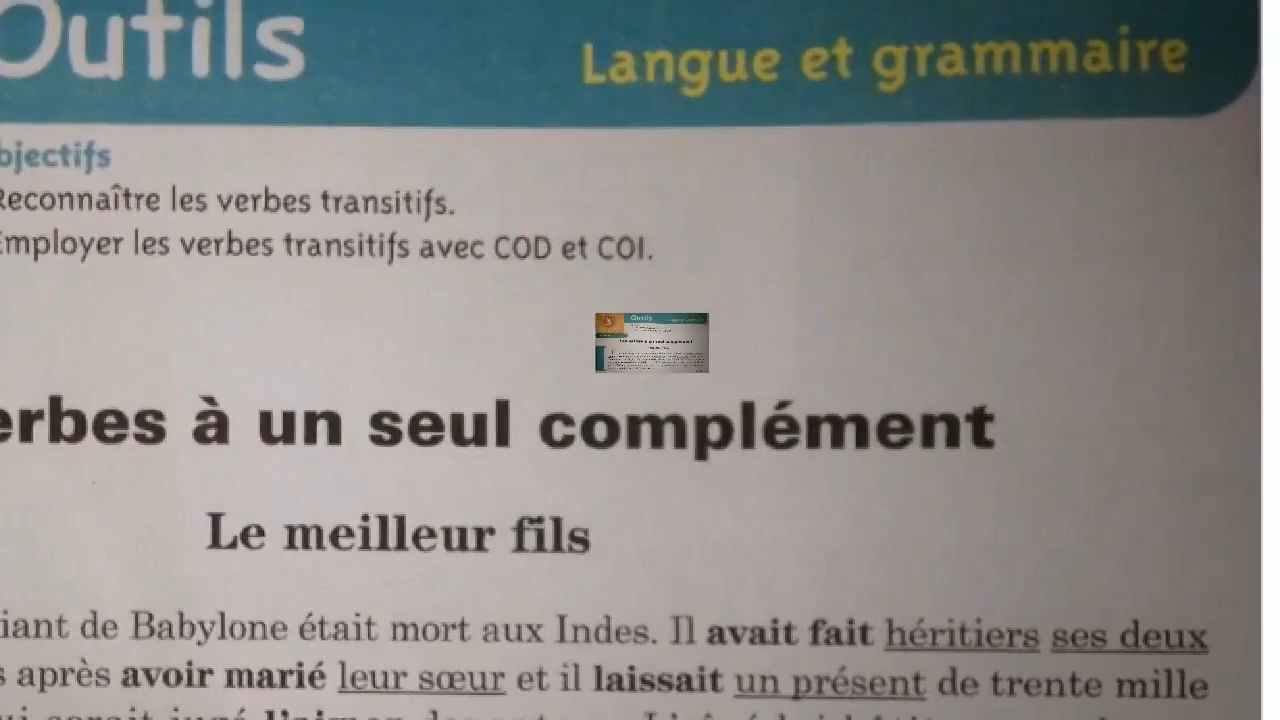 Outils
Langue et grammaire
bjectifs
Reconnaître les verbes transitifs.
Employer les verbes transitifs avec COD et COI.
erbes à un seul complément
Le meilleur fils
iant de Babylone était mort aux Indes. Il avait fait héritiers ses deux
s après avoir marié leur sœur et il laissait un présent de trente mille